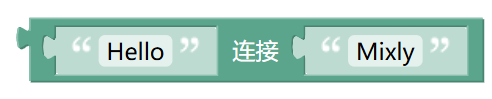 “ Hello ” 连接 “ Mixly ”